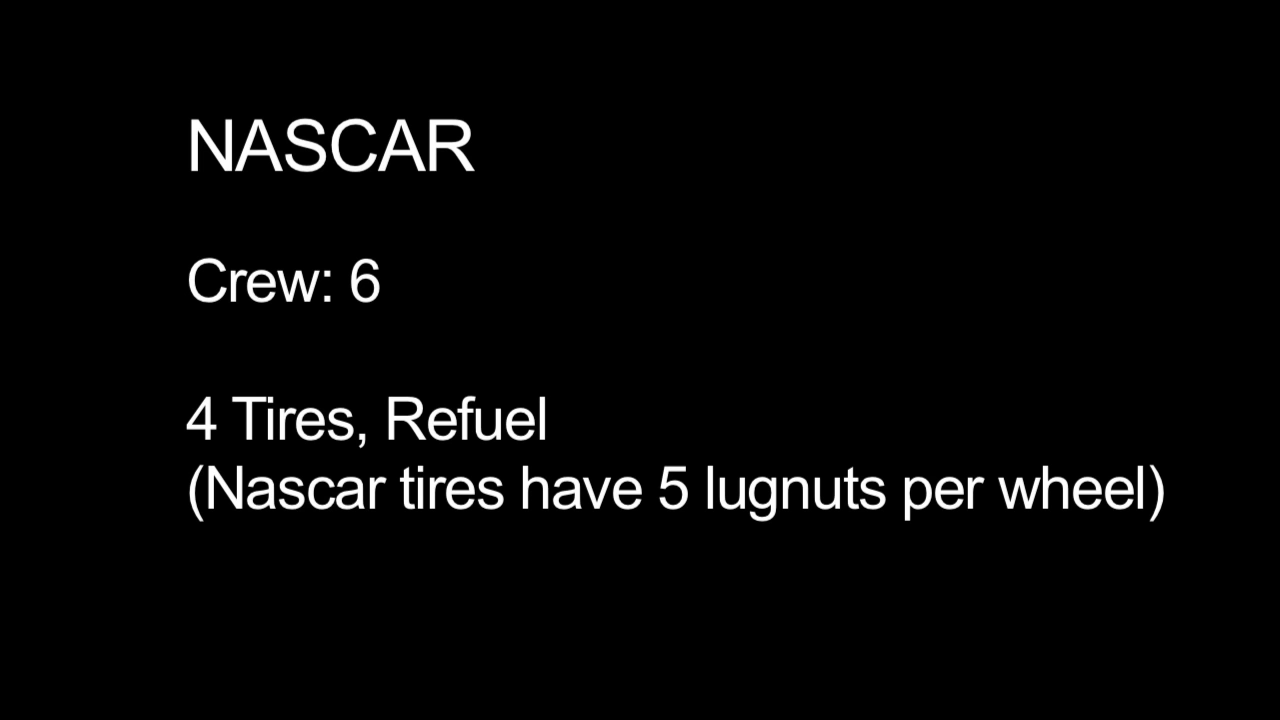 NASCAR
Crew: 6
4 Tires, Refuel
(Nascar tires have 5 lugnuts per wheel)